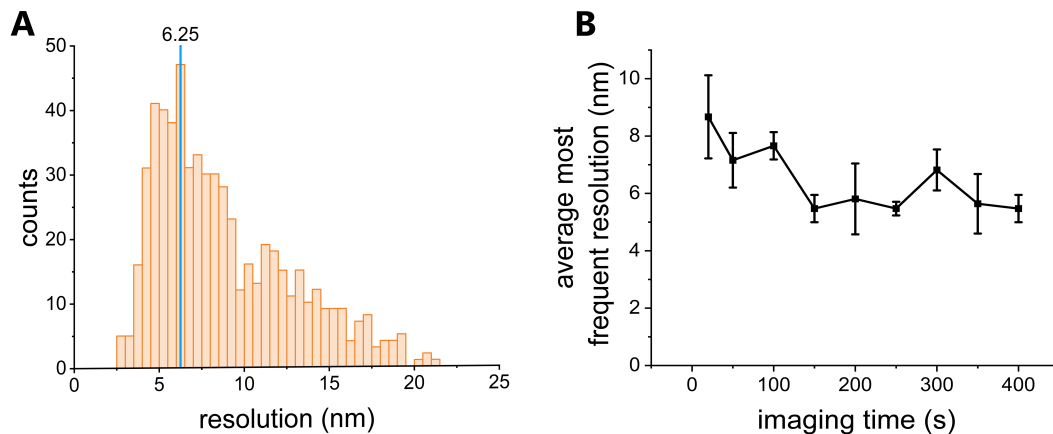 A
6.25
50
40
30
20
10
0
counts
0 5 10 15 20 25
resolution (nm)
B
10
8
6
4
2
0
average most
frequent resolution (nm)
0 100 200 300 400
imaging time (s)